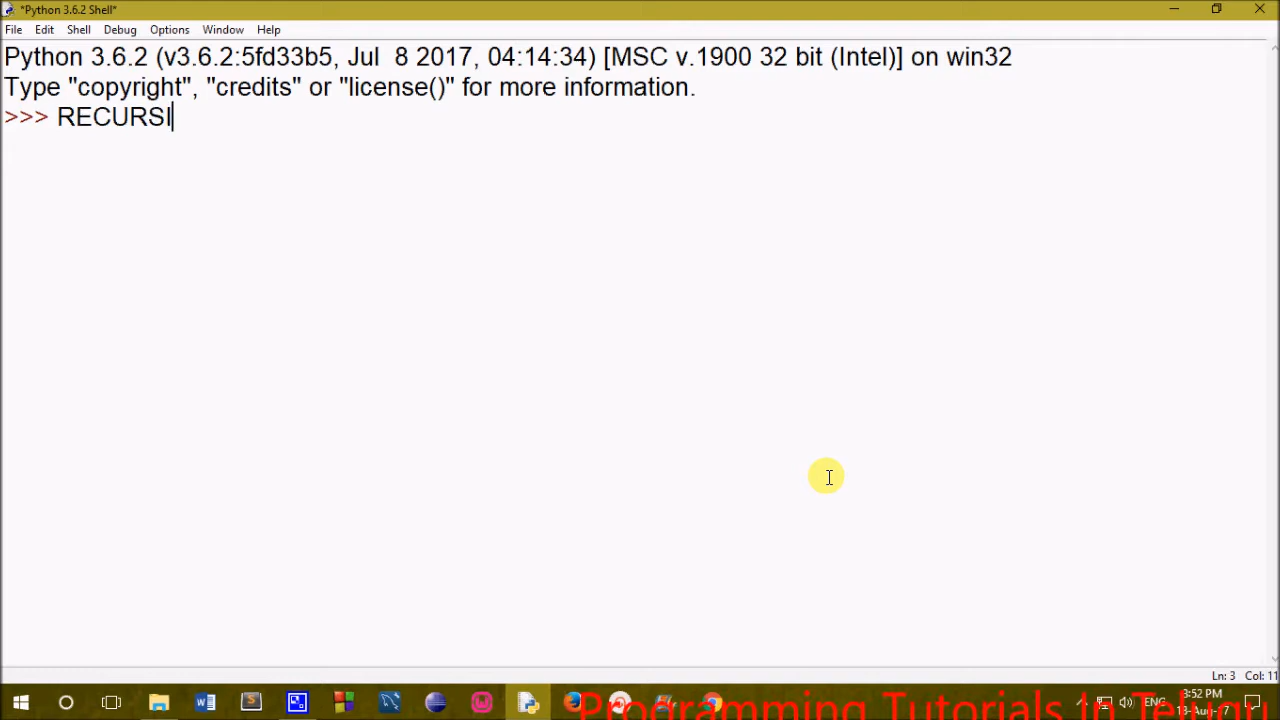 *Python 3.6.2 Shell*
File Edit Shell Debug Options Window Help
Python 3.6.2 (v3.6.2:5fd33b5, Jul 8 2017, 04:14:34) [MSC v.1900 32 bit (Intel)] on win32
Type "copyright", "credits" or "license()" for more information.
>>> RECURSI
Ln: 3 Col: 11
ENG
3:52 PM
Programming Tutorials In Telugu